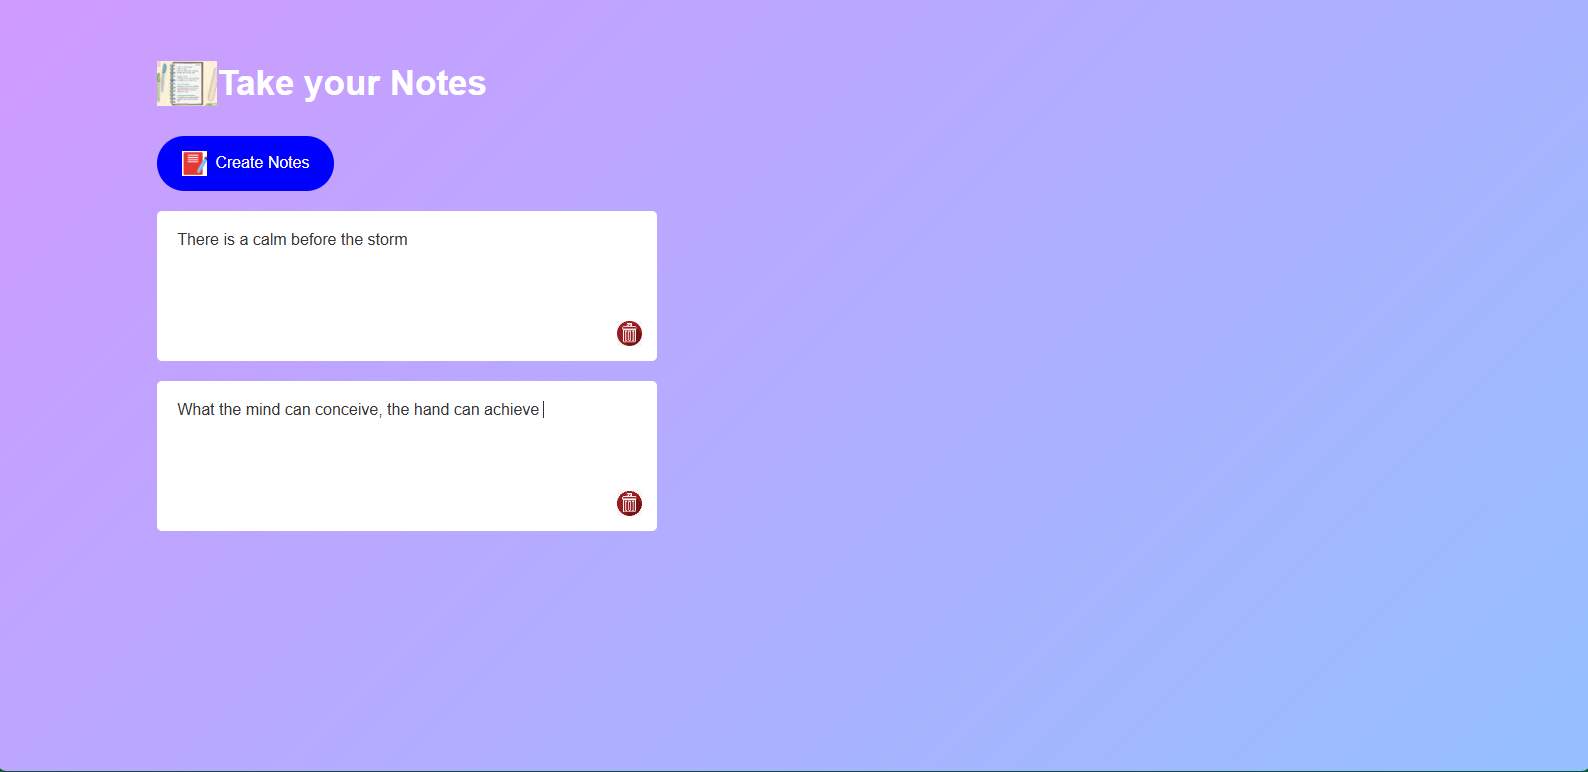 Take your Notes
Create Notes
There is a calm before the storm
What the mind can conceive, the hand can achieve